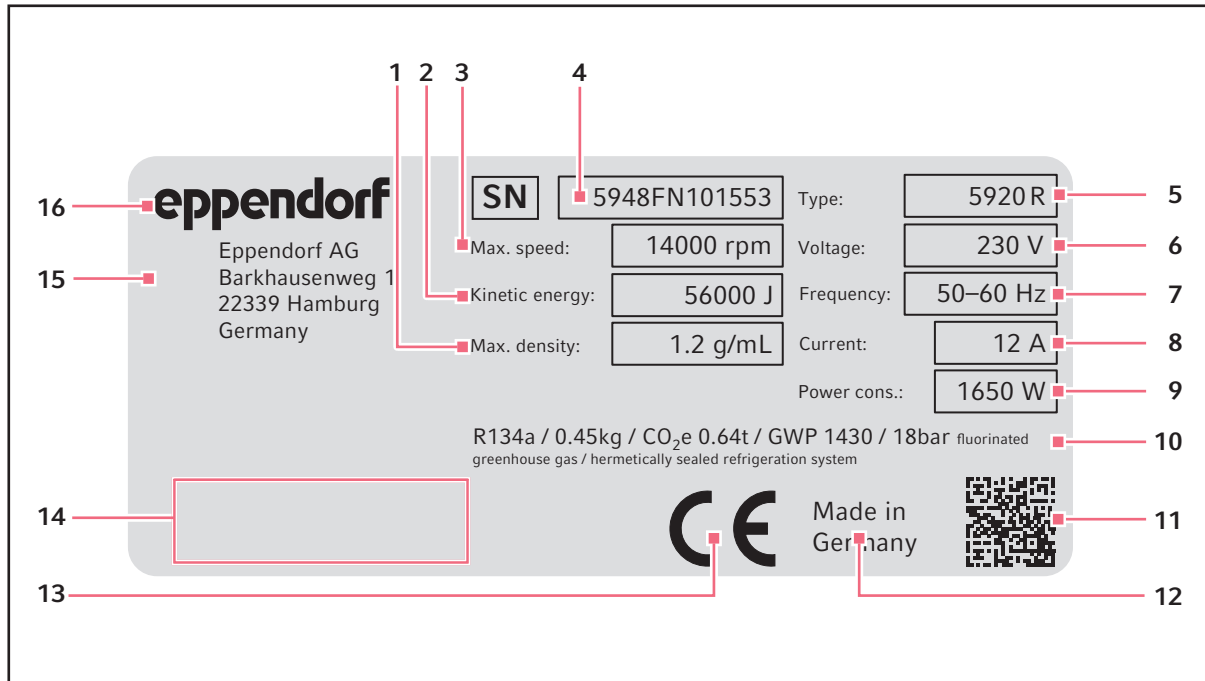 1 2 3 4
16 eppendorf SN 5948FN101553 Type: 5920 R 5
Eppendorf AG Max. speed: 14000 rpm Voltage: 230 V 6
3
15 Barkhausenweg 1
22339 Hamburg Kinetic energy: 56000 J Frequency: 50–60 Hz 7
Germany Max. density: 1.2 g/mL Current: 12 A 8
Power cons.: 1650 W 9
R134a / 0.45kg / CO₂e 0.64t / GWP 1430 / 18bar fluorinated 10
greenhouse gas / hermetically sealed refrigeration system
14 CE Made in 11
Germany
13 12